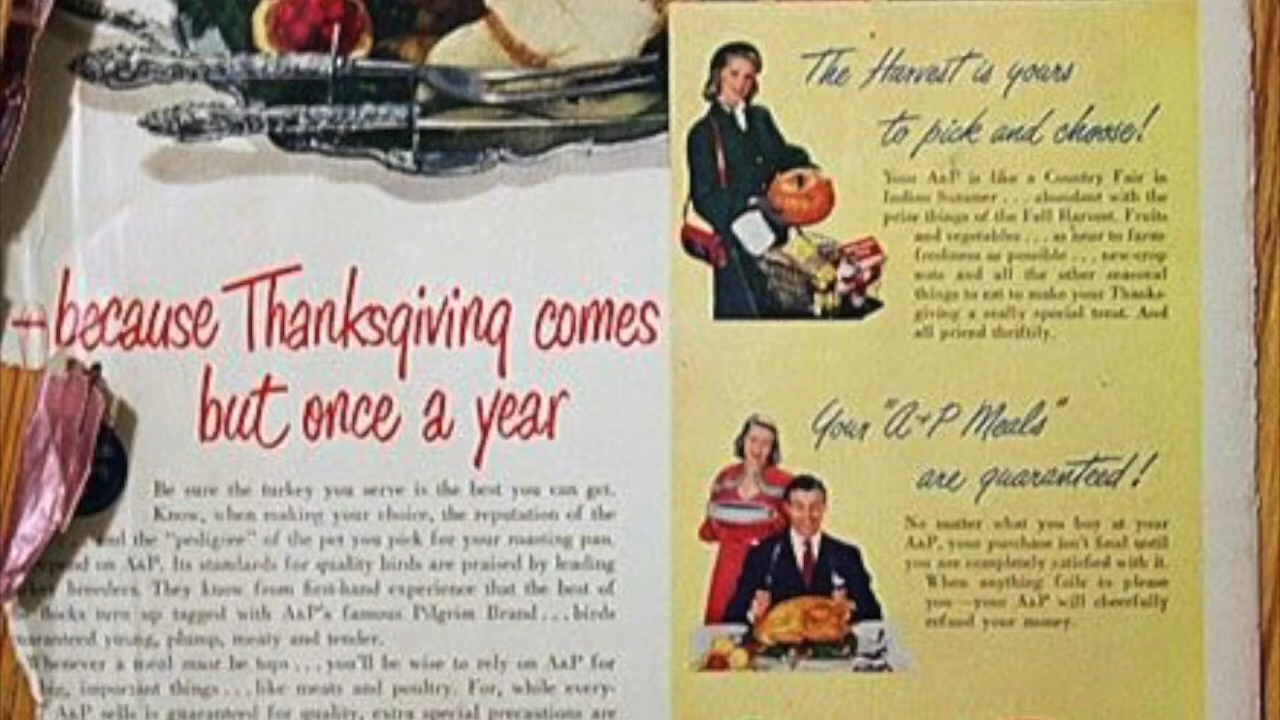 -because Thanksgiving comes
but once a year
Be sure the turkey you serve is the best you can get.
Know, when making your choice, the reputation of the
and the "pedigree" of the pet you pick for your roasting pan.
on A&P. Its standards for quality birds are praised by leading
breeders. They know from first-hand experience that the best of
flocks turn up tagged with A&P's famous Pilgrim Brand...birds
guaranteed young, plump, meaty and tender.
Whenever a meal must be tops...you'll be wise to rely on A&P for
big, important things...like meats and poultry. For, while every-
A&P sells is guaranteed for quality, extra special precautions are
The Harvest is yours
to pick and choose!
Your A&P is like a Country Fair in
Indian Summer... abundant with the
prize things of the Fall Harvest. Fruits
and vegetables...as near to farm-
freshness as possible...new-crop
nuts and all the other seasonal
things to eat to make your Thanks-
giving a really special treat. And
all priced thriftily.
Your "A&P Meals"
are guaranteed!
No matter what you buy at your
A&P, your purchase isn't final until
you are completely satisfied with it.
When anything fails to please
you—your A&P will cheerfully
refund your money.